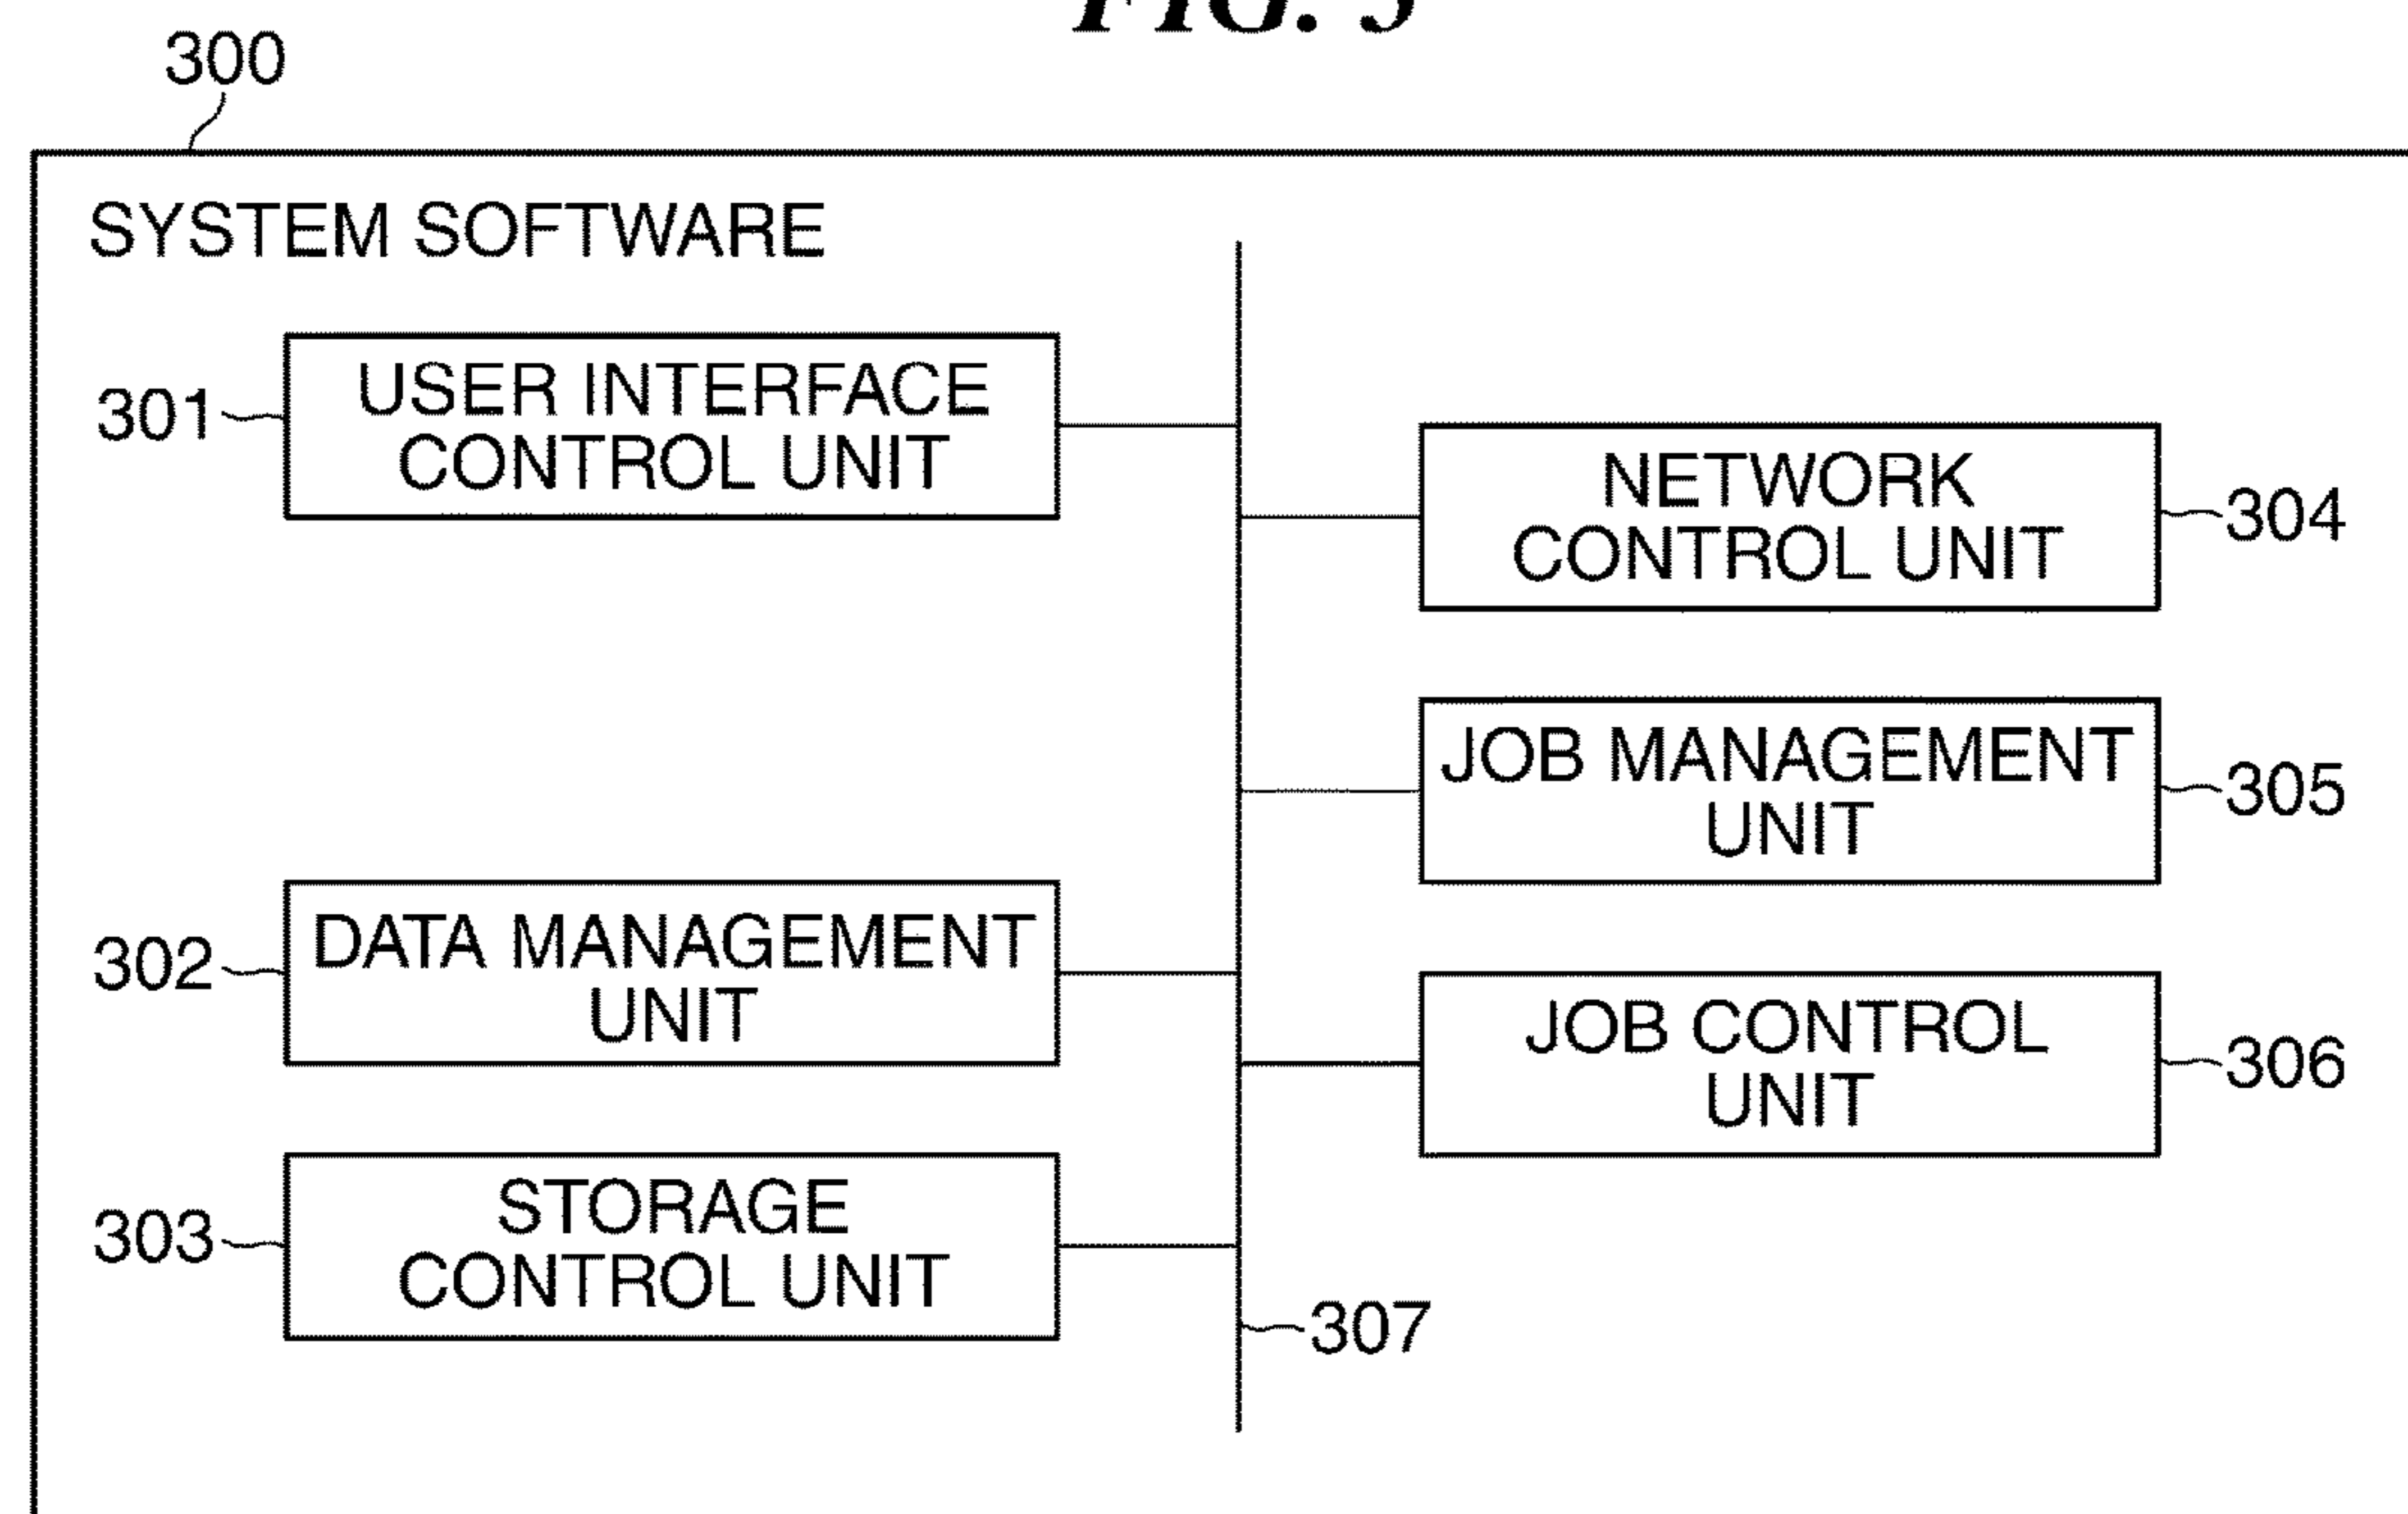 FIG.
300
SYSTEM SOFTWARE
301
USER INTERFACE
CONTROL UNIT
NETWORK
CONTROL UNIT
304
JOB MANAGEMENT
UNIT
305
302
DATA MANAGEMENT
UNIT
JOB CONTROL
UNIT
306
303
STORAGE
CONTROL UNIT
307